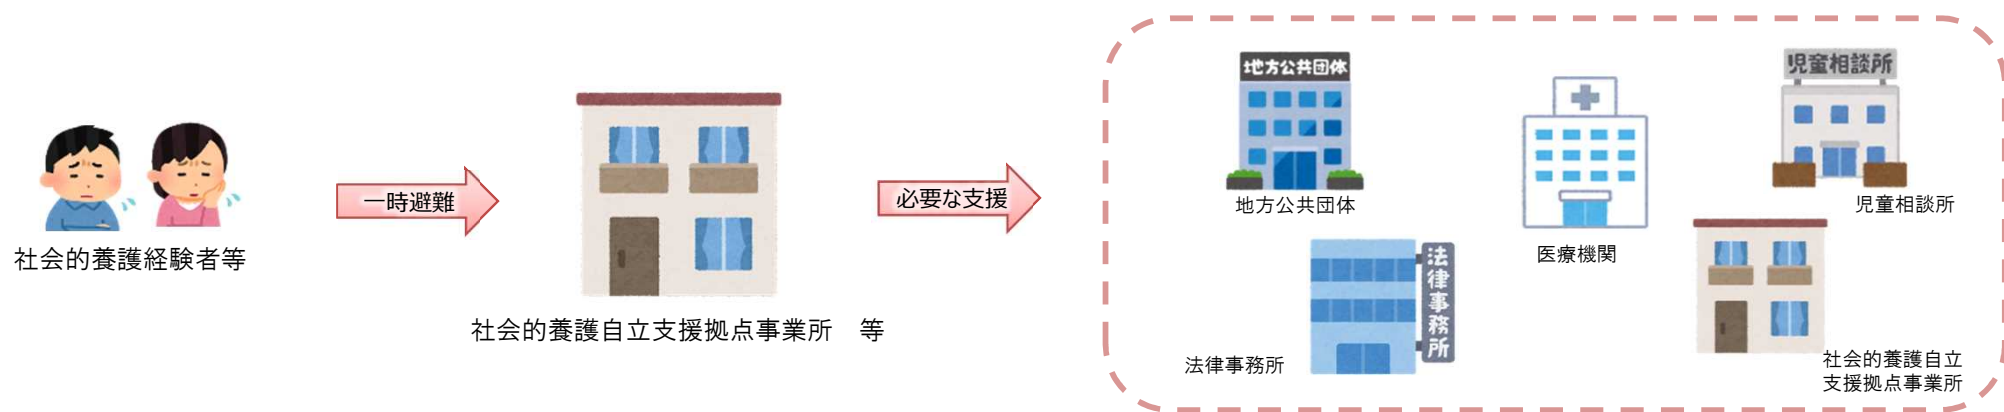 社会的養護経験者等
一時避難
社会的養護自立支援拠点事業所　等
必要な支援
地方公共団体
地方公共団体
医療機関
児童相談所
児童相談所
法律事務所
法律事務所
社会的養護自立
支援拠点事業所